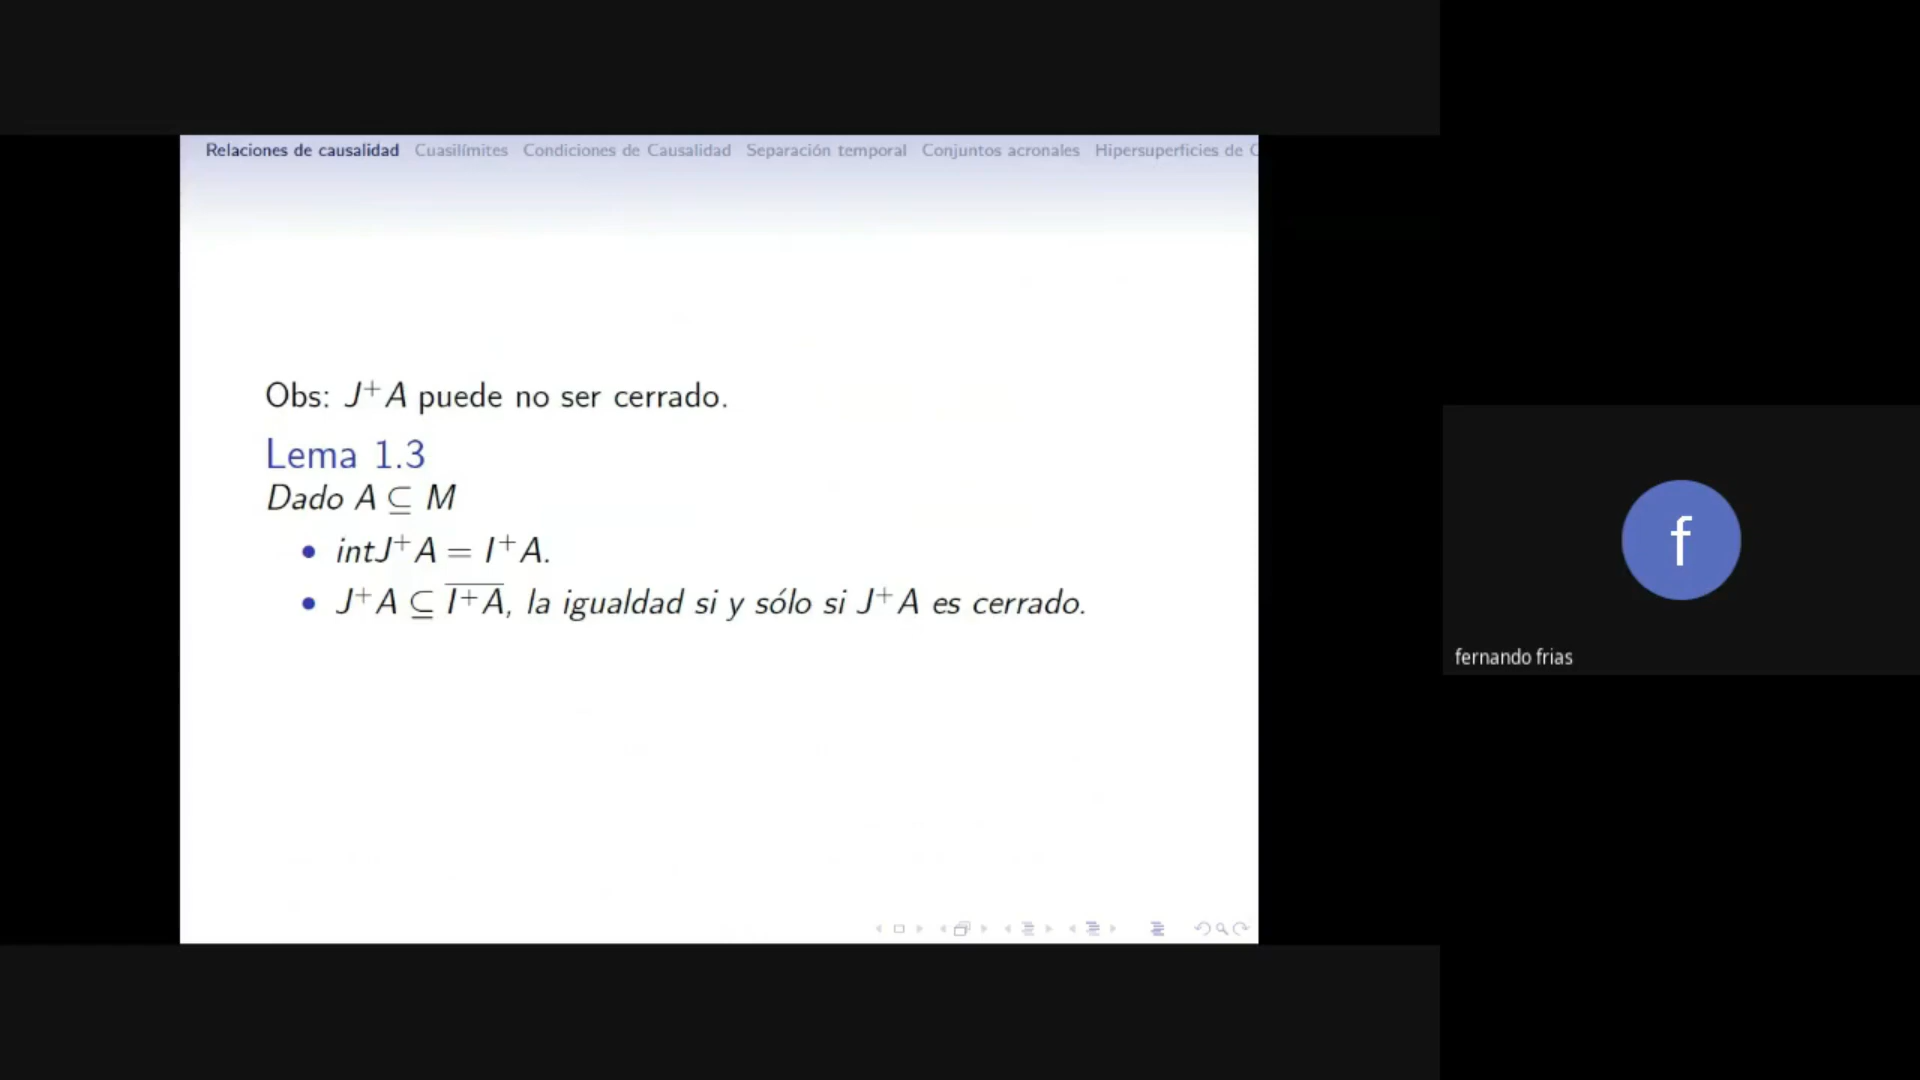 Relaciones de causalidad Cuasilímites Condiciones de Causalidad Separación temporal Conjuntos acronales Hipersuperficies de C
Obs: J⁺A puede no ser cerrado.
Lema 1.3
Dado A ⊆ M
• intJ⁺A = I⁺A.
• J⁺A ⊆ \overline{I⁺A}, la igualdad si y sólo si J⁺A es cerrado.
f
fernando frias